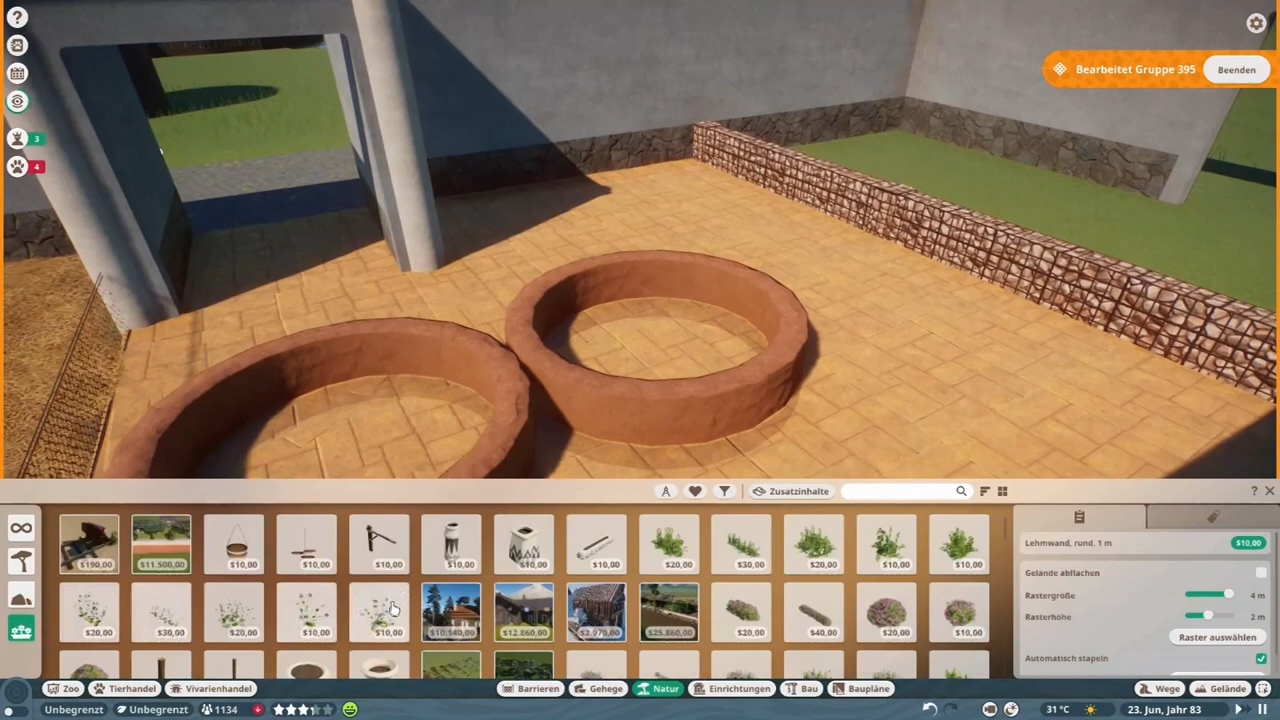 ?
3
4
Bearbeitet Gruppe 395
Beenden
Zusatzinhalte
?
$190,00 $11.500,00 $10,00 $10,00 $10,00 $10,00 $10,00 $10,00 $20,00 $30,00 $20,00 $10,00 $10,00
$20,00 $30,00 $20,00 $10,00 $10,00 $10.140,00 $12.860,00 $2.970,00 $25.860,00 $20,00 $40,00 $20,00 $10,00
Lehmwand, rund, 1 m $10,00
Gelände abflachen
Rastergröße 4 m
Rasterhöhe 2 m
Raster auswählen
Automatisch stapeln
Zoo Tierhandel Vivarienhandel Barrieren Gehege Natur Einrichtungen Bau Baupläne Wege Gelände
Unbegrenzt Unbegrenzt 1134 31 °C 23. Jun, Jahr 83